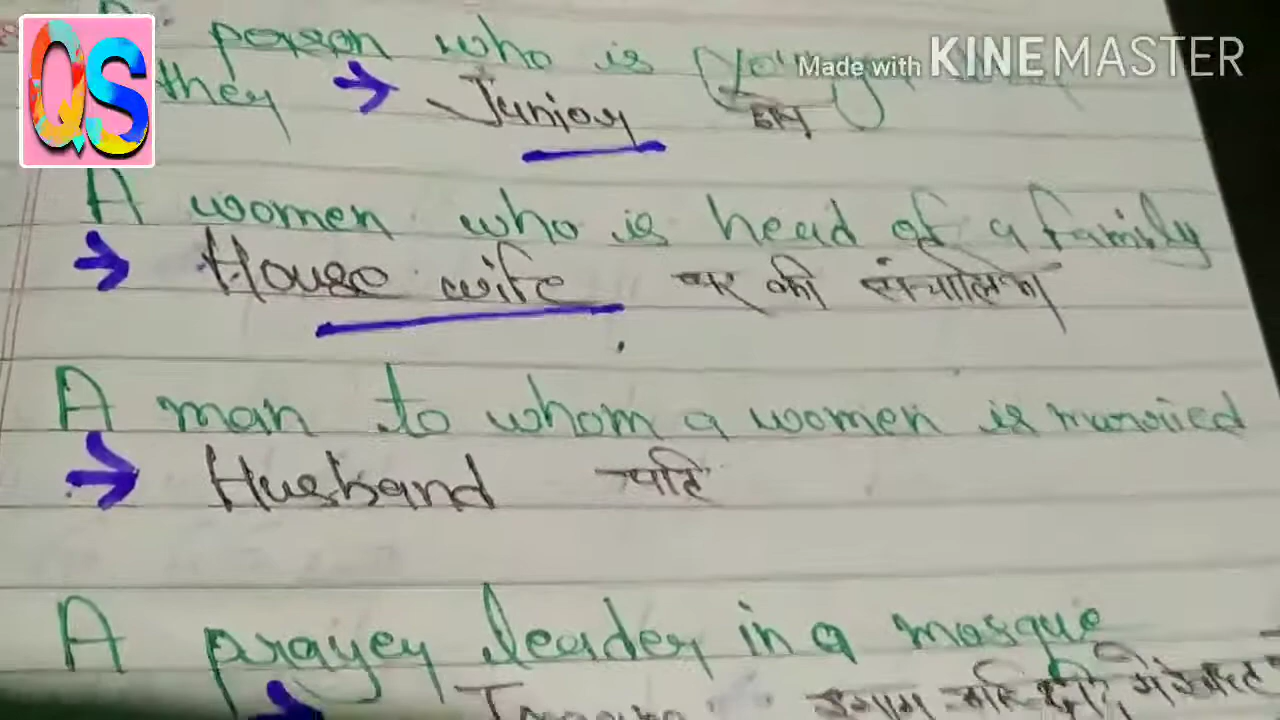 QS
Made with KINEMASTER
A person who is
they → Junior
A women who is head of a family
→ House wife घर की संचालिका
A man to whom a women is married
→ Husband पति
A prayer leader in a mosque
→